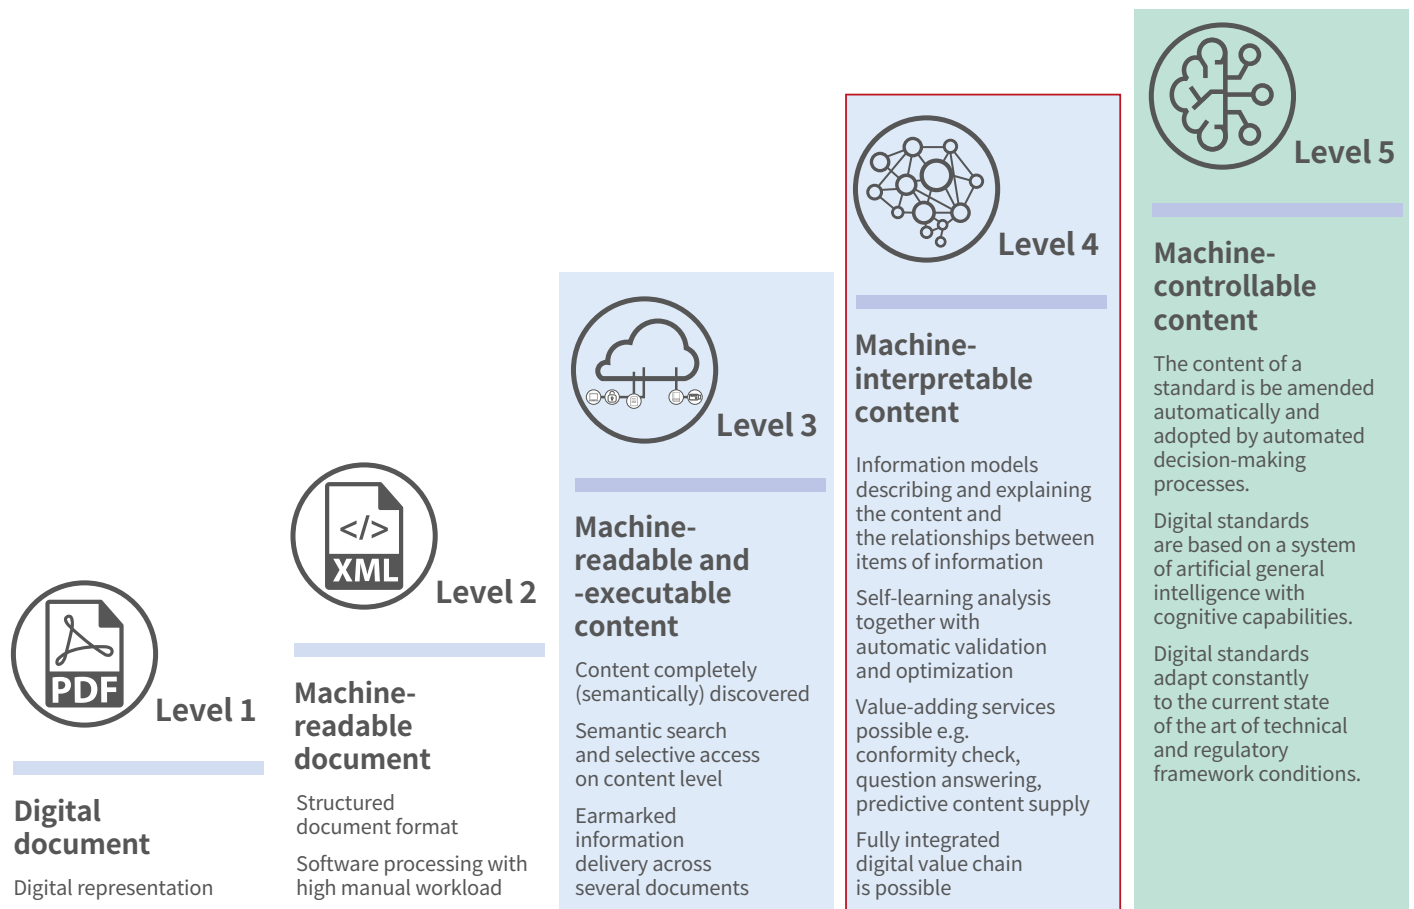 PDF
Level 1
Digital
document
Digital representation
</>
XML
Level 2
Machine-
readable
document
Structured
document format
Software processing with
high manual workload
Level 3
Machine-
readable and
-executable
content
Content completely
(semantically) discovered
Semantic search
and selective access
on content level
Earmarked
information
delivery across
several documents
Level 4
Machine-
interpretable
content
Information models
describing and explaining
the content and
the relationships between
items of information
Self-learning analysis
together with
automatic validation
and optimization
Value-adding services
possible e.g.
conformity check,
question answering,
predictive content supply
Fully integrated
digital value chain
is possible
Level 5
Machine-
controllable
content
The content of a
standard is be amended
automatically and
adopted by automated
decision-making
processes.
Digital standards
are based on a system
of artificial general
intelligence with
cognitive capabilities.
Digital standards
adapt constantly
to the current state
of the art of technical
and regulatory
framework conditions.